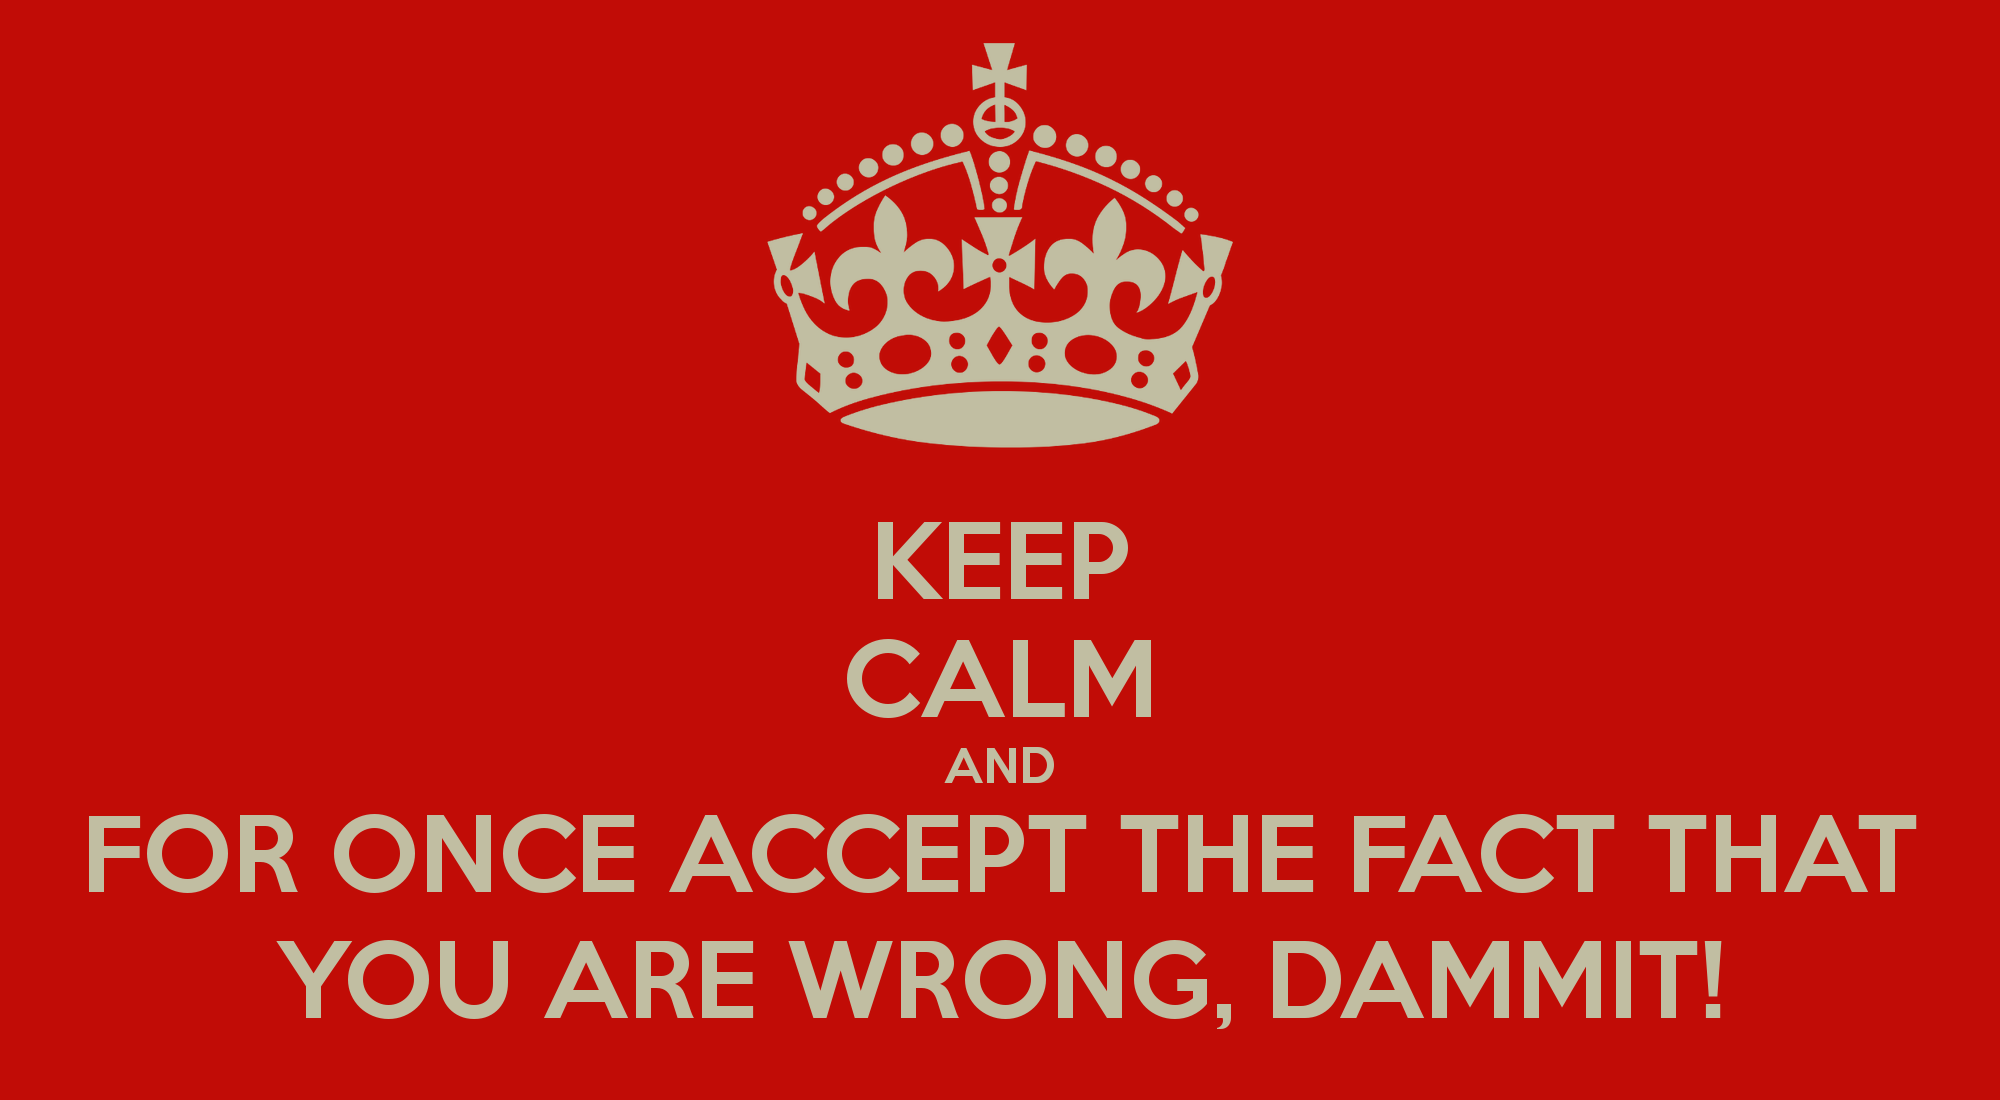 KEEP
CALM
AND
FOR ONCE ACCEPT THE FACT THAT
YOU ARE WRONG, DAMMIT!